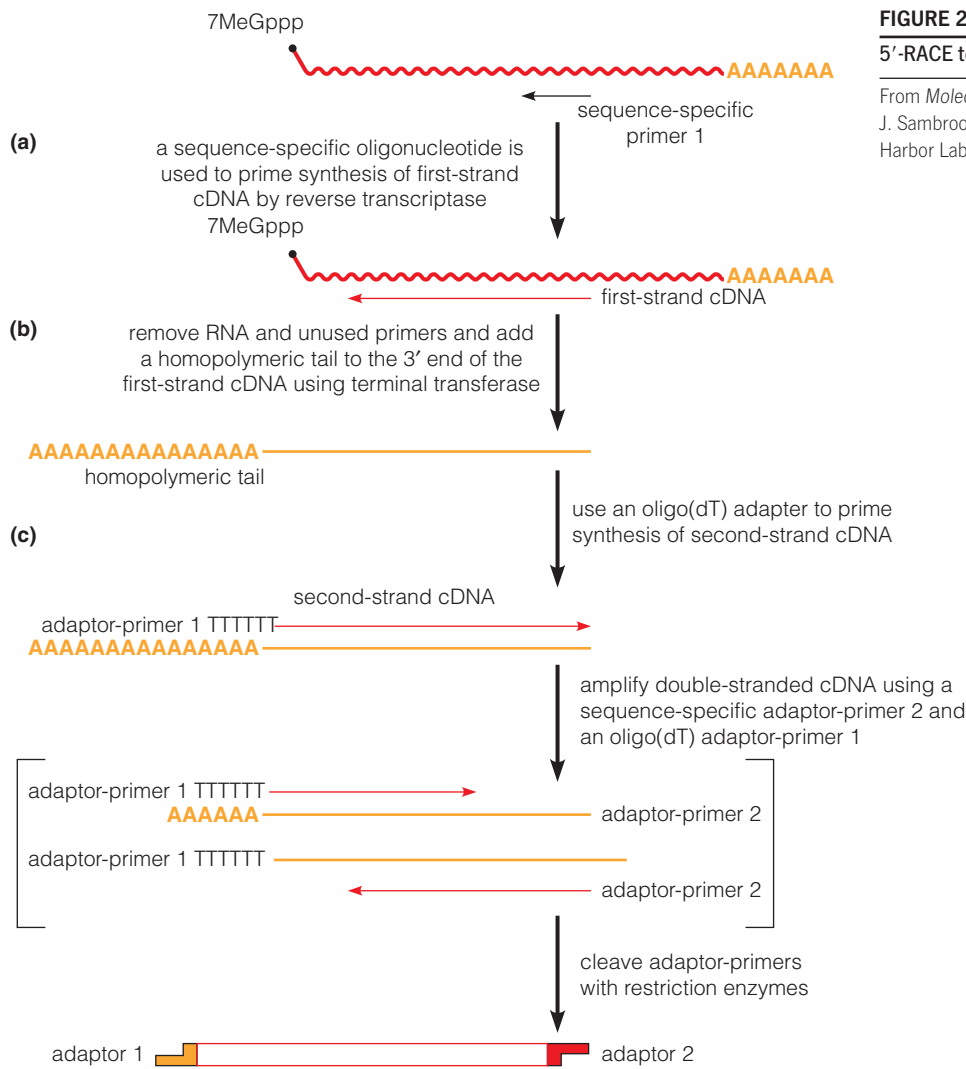 7MeGppp
FIGURE 2
5′-RACE
AAAAAAA
From Molec
J. Sambroo
Harbor Lab
sequence-specific
primer 1
(a)
a sequence-specific oligonucleotide is
used to prime synthesis of first-strand
cDNA by reverse transcriptase
7MeGppp
AAAAAAA
first-strand cDNA
(b)
remove RNA and unused primers and add
a homopolymeric tail to the 3′ end of the
first-strand cDNA using terminal transferase
AAAAAAAAAAAAAAA
homopolymeric tail
use an oligo(dT) adapter to prime
synthesis of second-strand cDNA
(c)
second-strand cDNA
adaptor-primer 1 TTTTTT
AAAAAAAAAAAAAAA
amplify double-stranded cDNA using a
sequence-specific adaptor-primer 2 and
an oligo(dT) adaptor-primer 1
adaptor-primer 1 TTTTTT
AAAAAA
adaptor-primer 2
adaptor-primer 1 TTTTTT
adaptor-primer 2
cleave adaptor-primers
with restriction enzymes
adaptor 1
adaptor 2